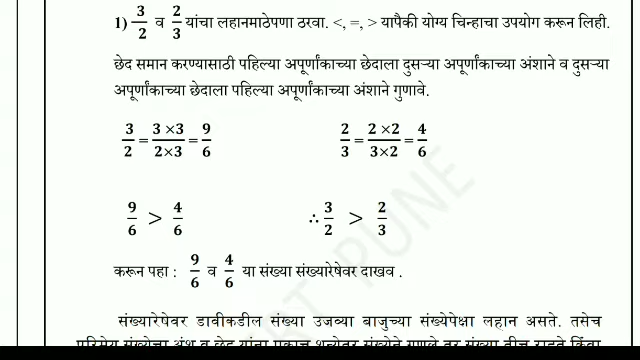 1) 3/2 व 2/3 यांचा लहानमाठेपणा ठरवा. <, =, > यापैकी योग्य चिन्हाचा उपयोग करून लिही.
छेद समान करण्यासाठी पहिल्या अपूर्णांकाच्या छेदाला दुसऱ्या अपूर्णांकाच्या अंशाने व दुसऱ्या
अपूर्णांकाच्या छेदाला पहिल्या अपूर्णांकाच्या अंशाने गुणावे.
3/2 = 3×3/2×3 = 9/6 2/3 = 2×2/3×2 = 4/6
9/6 > 4/6 ∴ 3/2 > 2/3
करून पहा : 9/6 व 4/6 या संख्या संख्यारेषेवर दाखव .
संख्यारेषेवर डावीकडील संख्या उजव्या बाजुच्या संख्येपेक्षा लहान असते. तसेच
PUNE